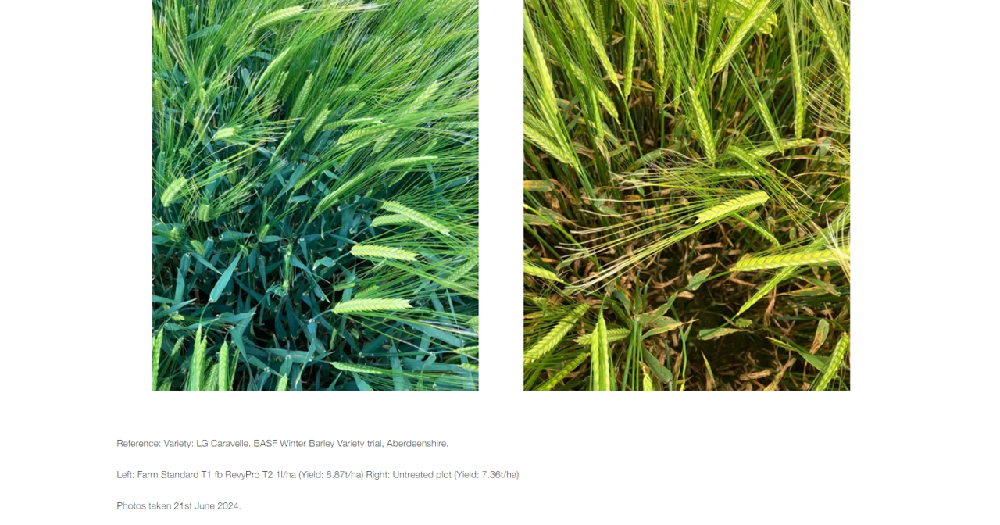 Reference: Variety: LG Caravelle. BASF Winter Barley Variety trial, Aberdeenshire.
Left: Farm Standard T1 fb RevyPro T2 1l/ha (Yield: 8.87t/ha) Right: Untreated plot (Yield: 7.36t/ha)
Photos taken 21st June 2024.